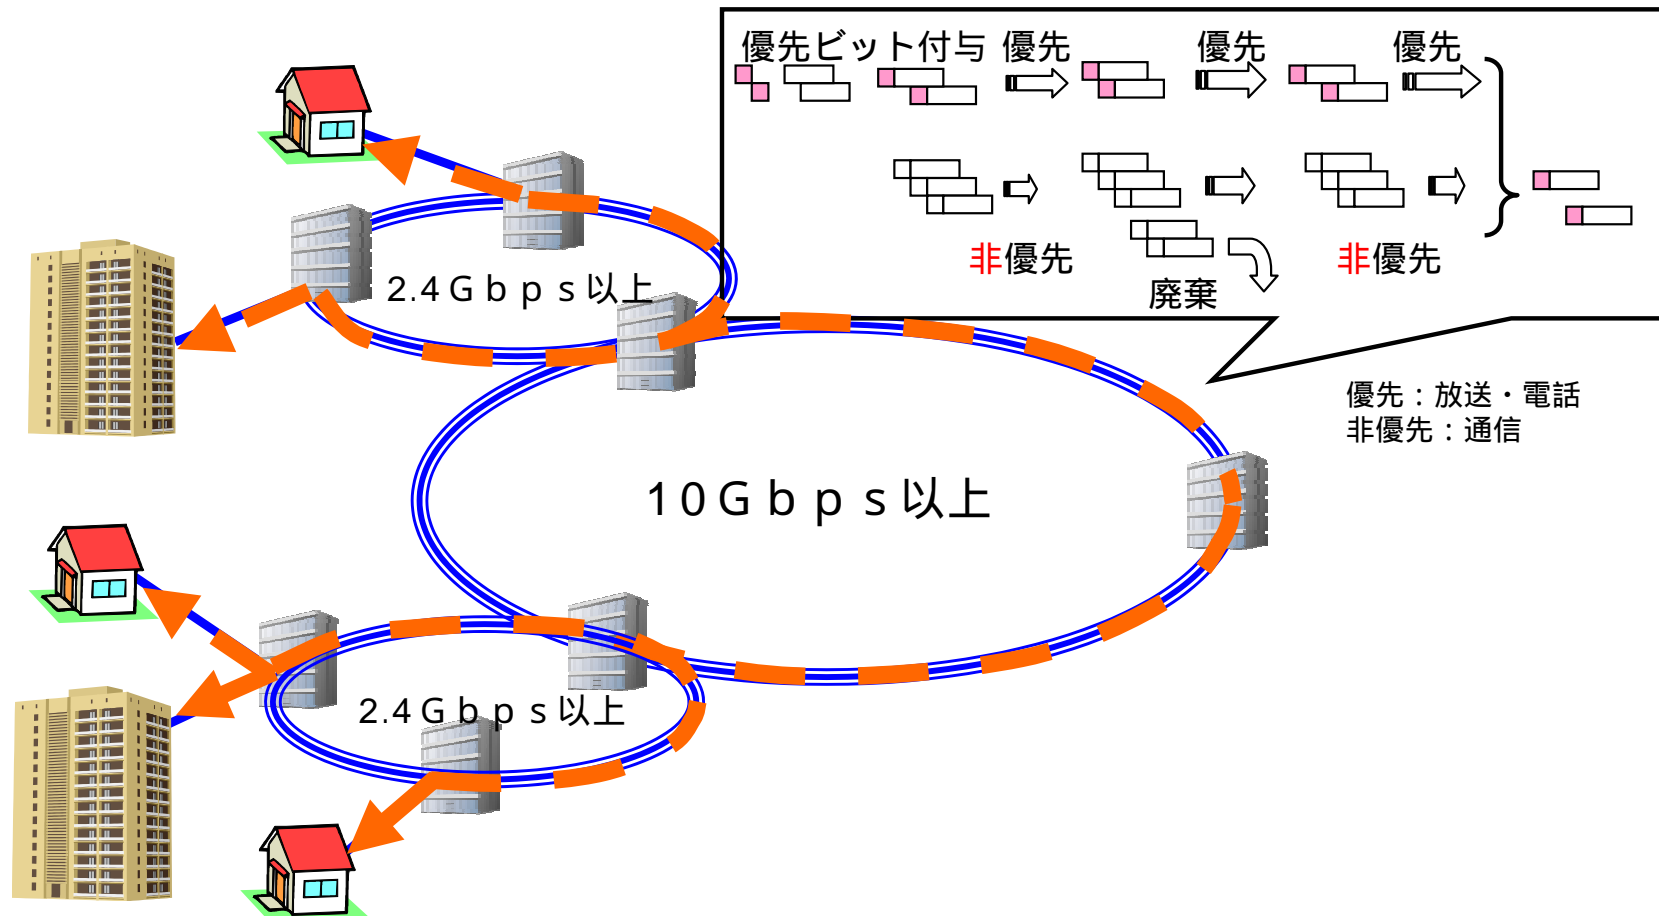 優先ビット付与 優先 優先 優先
非優先 非優先
廃棄
2.4Gbps以上
優先：放送・電話
非優先：通信
10Gbps以上
2.4Gbps以上